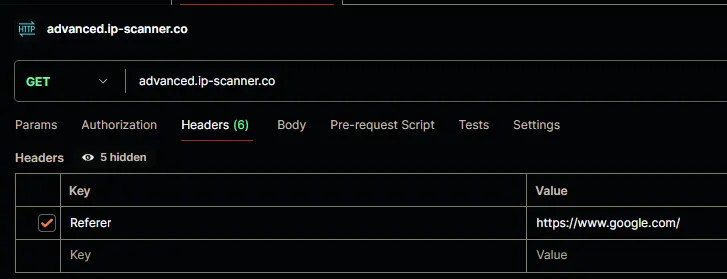 HTTP advanced.ip-scanner.co
GET advanced.ip-scanner.co
Params Authorization Headers (6) Body Pre-request Script Tests Settings
Headers 5 hidden
Key Value
Referer https://www.google.com/
Key Value